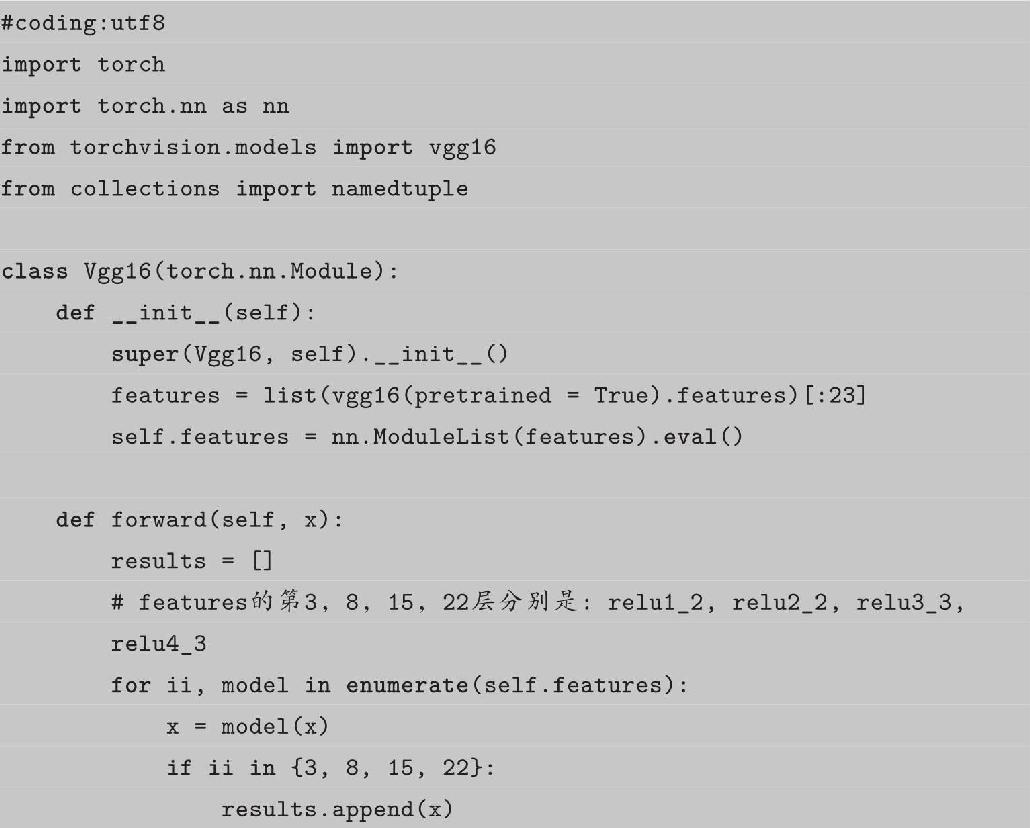 #coding:utf8
import torch
import torch.nn as nn
from torchvision.models import vgg16
from collections import namedtuple

class Vgg16(torch.nn.Module):
    def __init__(self):
        super(Vgg16, self).__init__()
        features = list(vgg16(pretrained = True).features)[:23]
        self.features = nn.ModuleList(features).eval()

    def forward(self, x):
        results = []
        # features的第3, 8, 15, 22层分别是: relu1_2, relu2_2, relu3_3,
        relu4_3
        for ii, model in enumerate(self.features):
            x = model(x)
            if ii in {3, 8, 15, 22}:
                results.append(x)